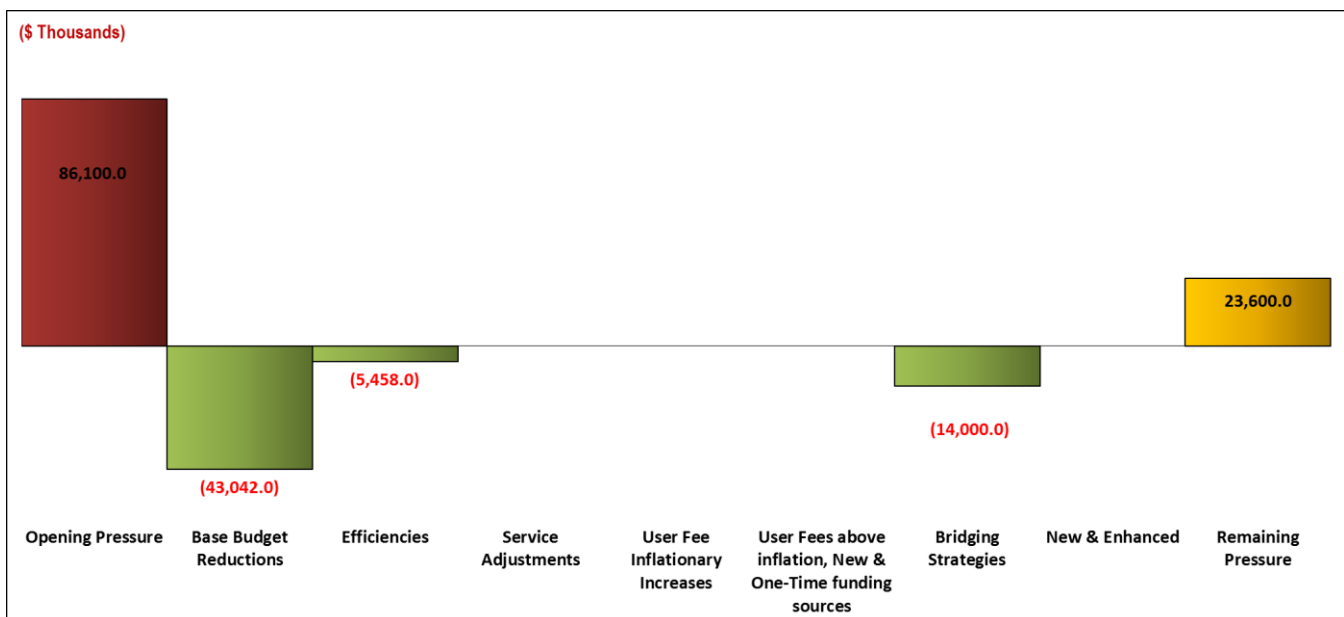 ($ Thousands)
86,100.0
23,600.0
(5,458.0)
(14,000.0)
(43,042.0)
Opening Pressure
Base Budget
Reductions
Efficiencies
Service
Adjustments
User Fee
Inflationary
Increases
User Fees above
inflation, New &
One-Time funding
sources
Bridging
Strategies
New & Enhanced
Remaining
Pressure